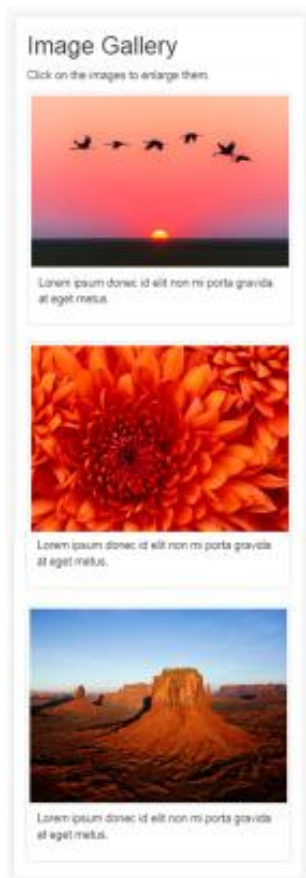 Image Gallery
Click on the images to enlarge them.
Lorem ipsum donec id elit non mi porta gravida
at eget metus.
Lorem ipsum donec id elit non mi porta gravida
at eget metus.
Lorem ipsum donec id elit non mi porta gravida
at eget metus.